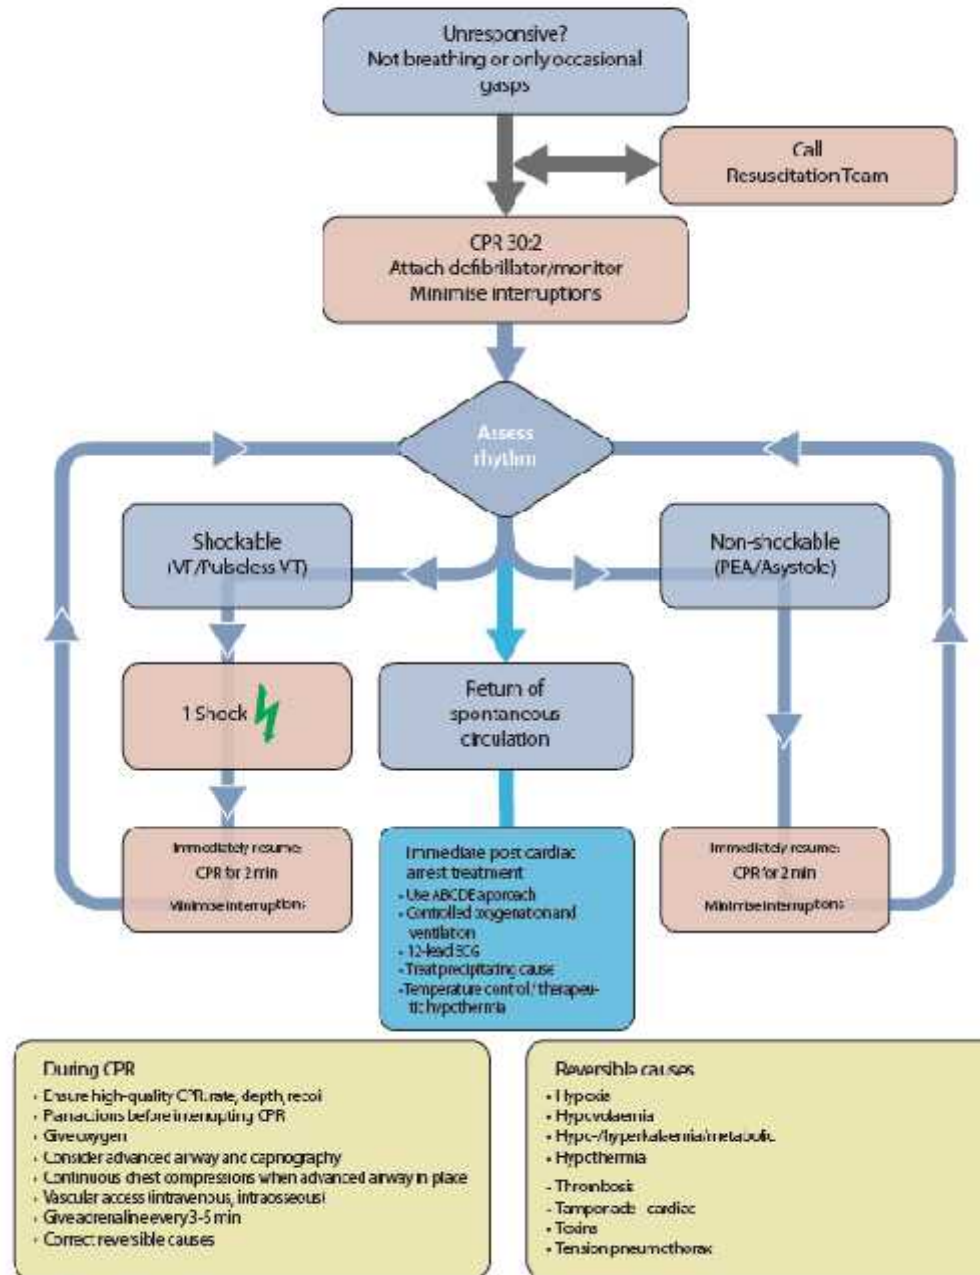 Unresponsive?
Not breathing or only occasional
gasps
Call
Resuscitation Team
CPR 30:2
Attach defibrillator/monitor
Minimise interruptions
Assess
rhythm
Shockable
(VF/Pulseless VT)
Non-shockable
(PEA/Asystole)
1 Shock
Return of
spontaneous
circulation
Immediately resume:
CPR for 2 min
Minimise interruptions
Immediate post cardiac
arrest treatment
- Use ABCDE approach
- Controlled oxygenation and
ventilation
- 12-lead ECG
- Treat precipitating cause
- Temperature control / therapeu-
tic hypothermia
Immediately resume:
CPR for 2 min
Minimise interruptions
During CPR
- Ensure high-quality CPR: rate, depth, recoil
- Plan actions before interrupting CPR
- Give oxygen
- Consider advanced airway and capnography
- Continuous chest compressions when advanced airway in place
- Vascular access (intravenous, intraosseous)
- Give adrenaline every 3-5 min
- Correct reversible causes
Reversible causes
- Hypoxia
- Hypovolaemia
- Hypo-/hyperkalaemia/metabolic
- Hypothermia
- Thrombosis
- Tamponade - cardiac
- Toxins
- Tension pneumothorax